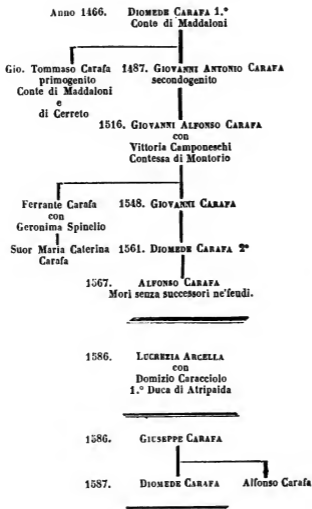 Anno 1466. Diomede Carafa 1.°
Conte di Maddaloni
Gio. Tommaso Carafa
primogenito
Conte di Maddaloni
e
di Cerreto
1487. Giovanni Antonio Carafa
secondogenito
1516. Giovanni Alfonso Carafa
con
Vittoria Camponeschi
Contessa di Montorio
Ferrante Carafa
con
Geronima Spinelio
Suor Maria Caterina
Carafa
1548. Giovanni Carafa
1561. Diomede Carafa 2°
1567. Alfonso Carafa
Morì senza successori ne'feudi.
1586. Lucrezia Arcella
con
Domizio Caracciolo
1.° Duca di Atripaida
1586. Giuseppe Carafa
1587. Diomede Carafa Alfonso Carafa